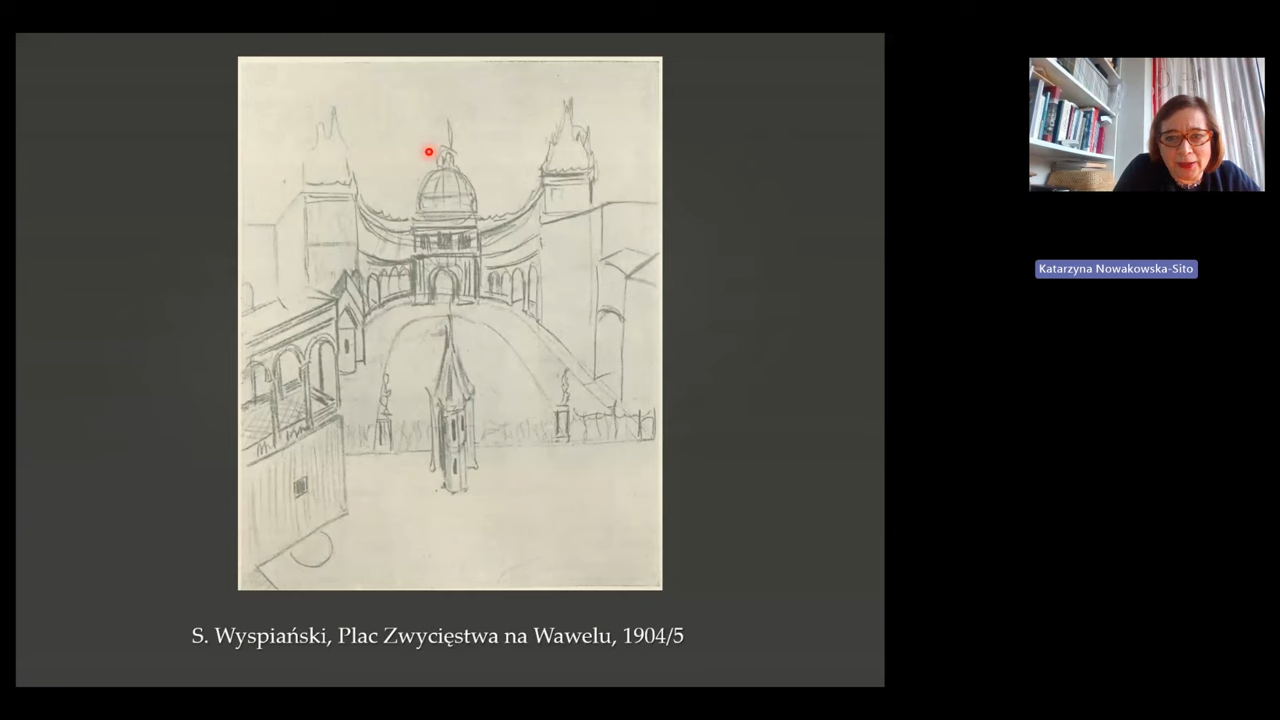 Katarzyna Nowakowska-Sito
S. Wyspiański, Plac Zwycięstwa na Wawelu, 1904/5